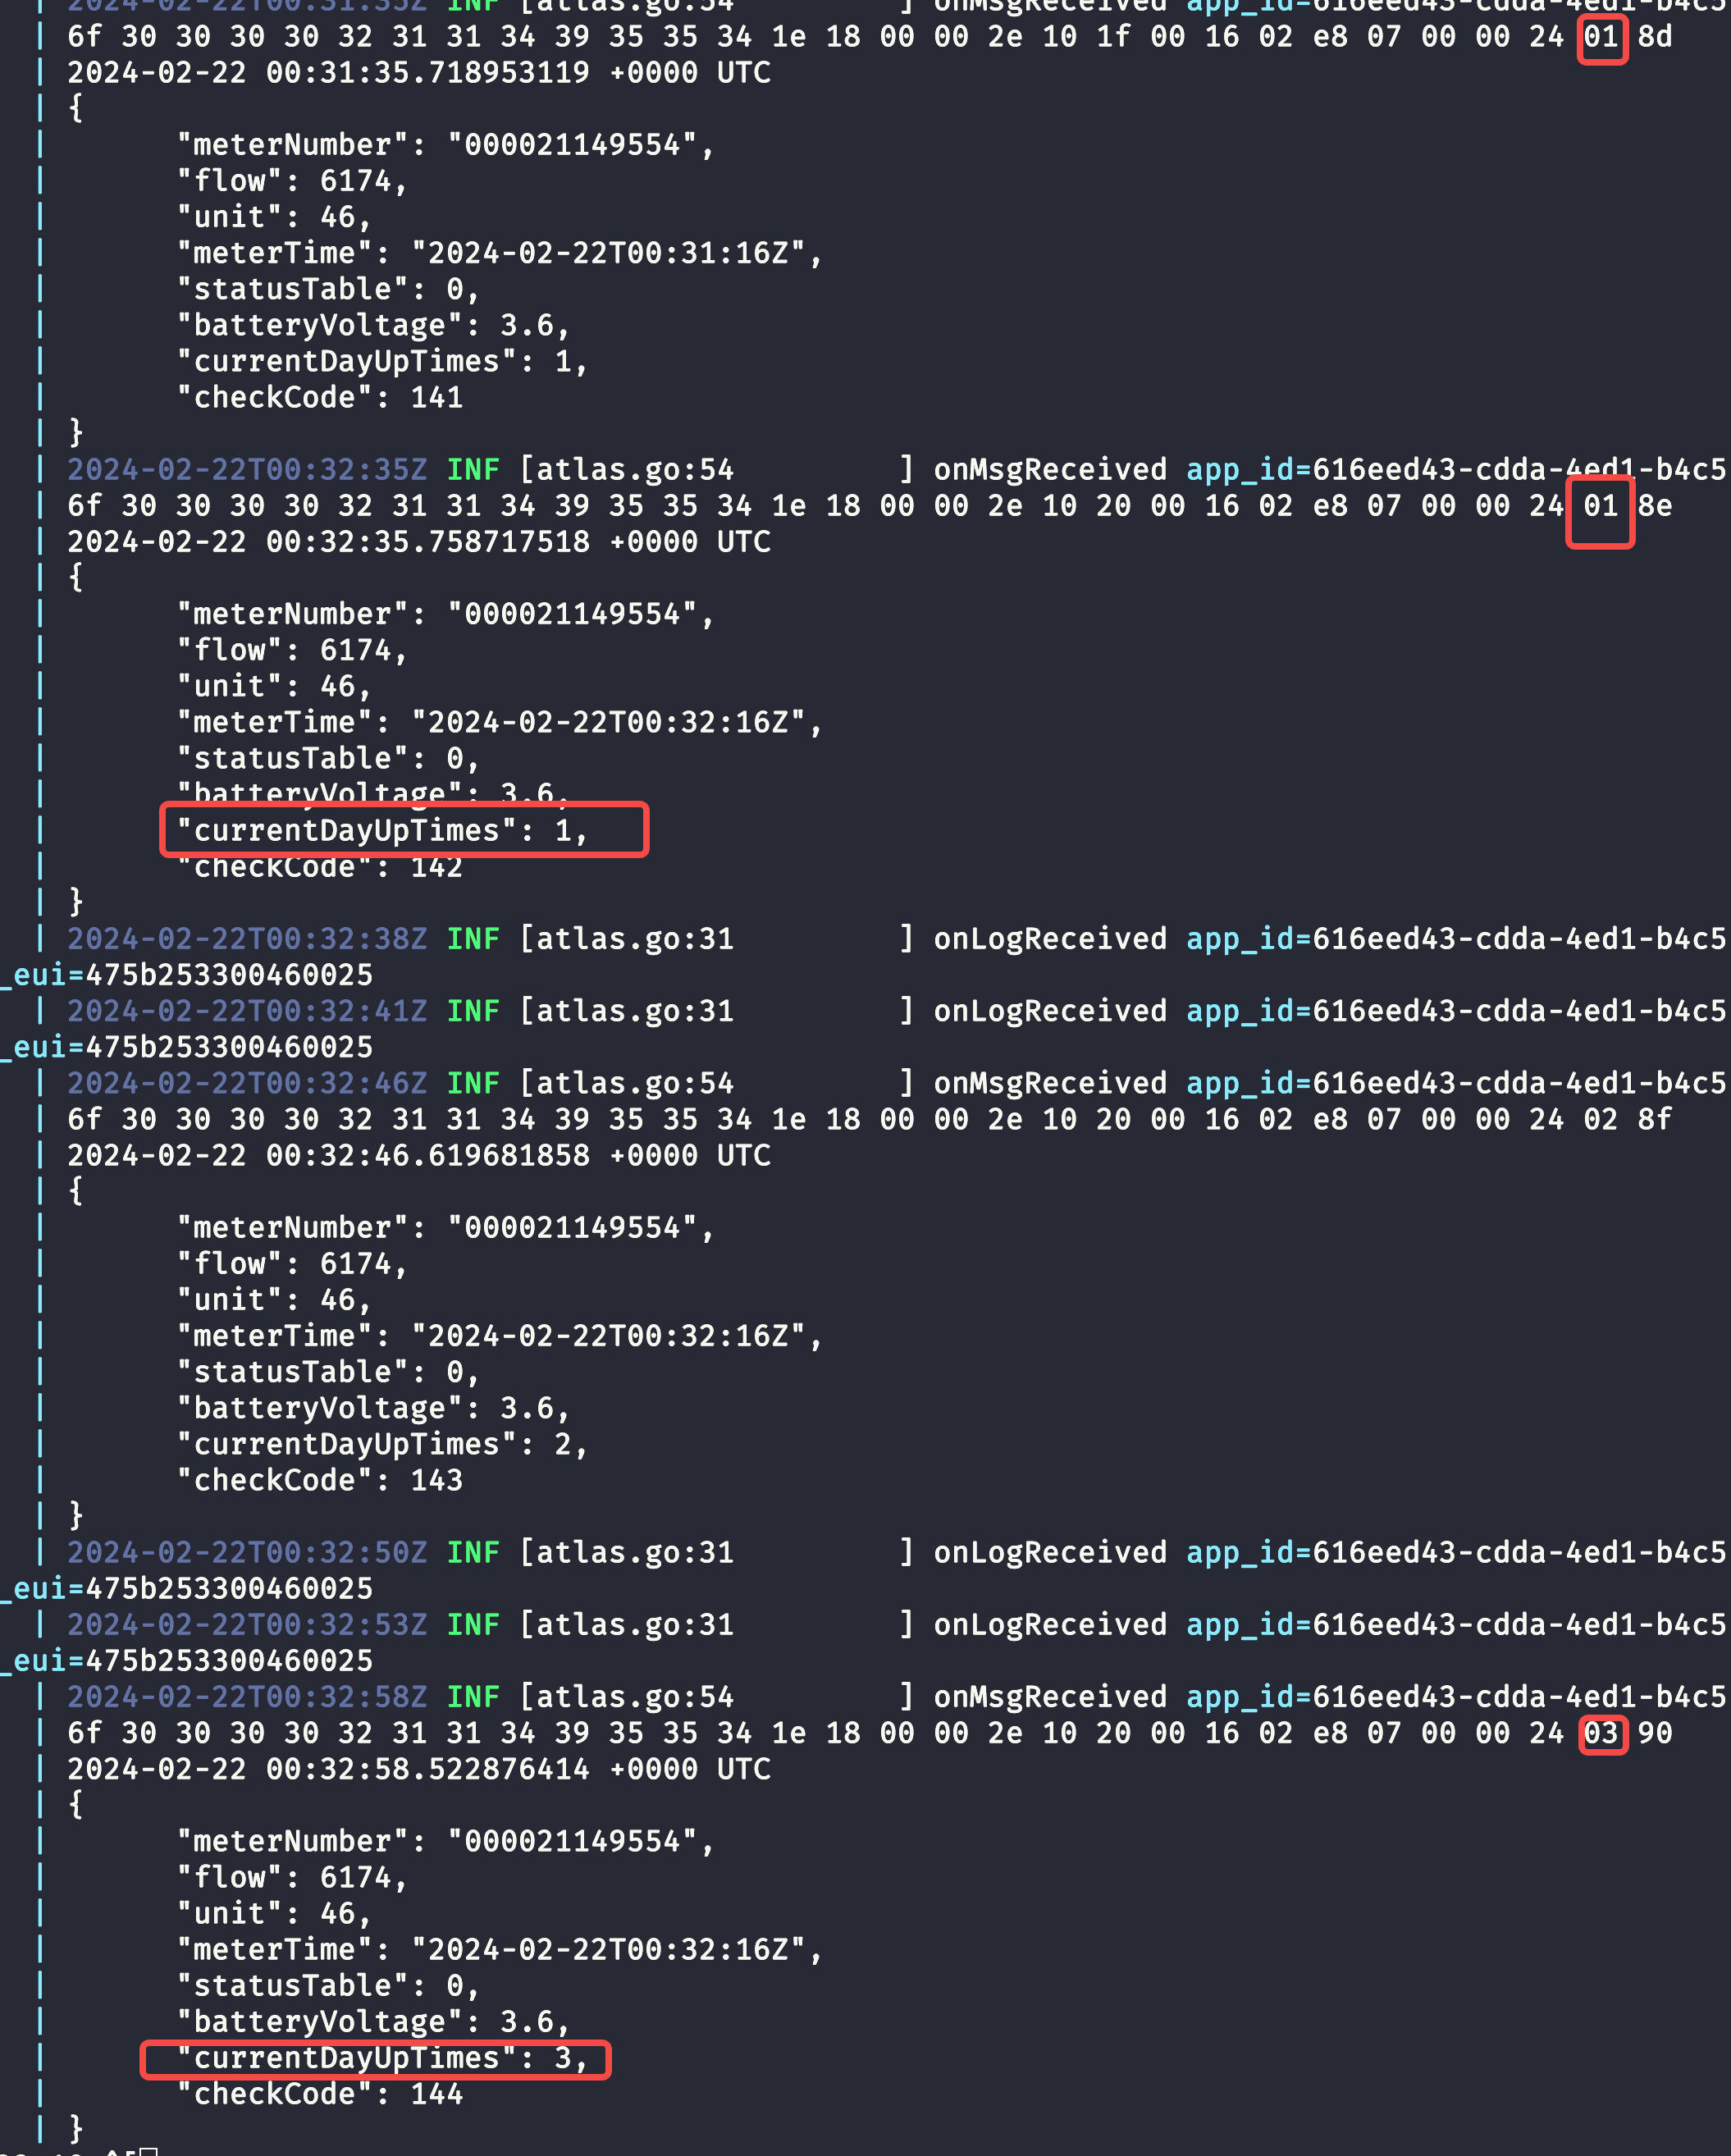 2024-02-22T00:31:35Z INF [atlas.go:54 ] onMsgReceived app_id=616eed43-cdda-4ed1-b4c5
6f 30 30 30 30 32 31 31 34 39 35 35 34 1e 18 00 00 2e 10 1f 00 16 02 e8 07 00 00 24 01 8d
2024-02-22 00:31:35.718953119 +0000 UTC
{
"meterNumber": "000021149554",
"flow": 6174,
"unit": 46,
"meterTime": "2024-02-22T00:31:16Z",
"statusTable": 0,
"batteryVoltage": 3.6,
"currentDayUpTimes": 1,
"checkCode": 141
}
2024-02-22T00:32:35Z INF [atlas.go:54 ] onMsgReceived app_id=616eed43-cdda-4ed1-b4c5
6f 30 30 30 30 32 31 31 34 39 35 35 34 1e 18 00 00 2e 10 20 00 16 02 e8 07 00 00 24 01 8e
2024-02-22 00:32:35.758717518 +0000 UTC
{
"meterNumber": "000021149554",
"flow": 6174,
"unit": 46,
"meterTime": "2024-02-22T00:32:16Z",
"statusTable": 0,
"batteryVoltage": 3.6,
"currentDayUpTimes": 1,
"checkCode": 142
}
2024-02-22T00:32:38Z INF [atlas.go:31 ] onLogReceived app_id=616eed43-cdda-4ed1-b4c5
_eui=475b253300460025
2024-02-22T00:32:41Z INF [atlas.go:31 ] onLogReceived app_id=616eed43-cdda-4ed1-b4c5
_eui=475b253300460025
2024-02-22T00:32:46Z INF [atlas.go:54 ] onMsgReceived app_id=616eed43-cdda-4ed1-b4c5
6f 30 30 30 30 32 31 31 34 39 35 35 34 1e 18 00 00 2e 10 20 00 16 02 e8 07 00 00 24 02 8f
2024-02-22 00:32:46.619681858 +0000 UTC
{
"meterNumber": "000021149554",
"flow": 6174,
"unit": 46,
"meterTime": "2024-02-22T00:32:16Z",
"statusTable": 0,
"batteryVoltage": 3.6,
"currentDayUpTimes": 2,
"checkCode": 143
}
2024-02-22T00:32:50Z INF [atlas.go:31 ] onLogReceived app_id=616eed43-cdda-4ed1-b4c5
_eui=475b253300460025
2024-02-22T00:32:53Z INF [atlas.go:31 ] onLogReceived app_id=616eed43-cdda-4ed1-b4c5
_eui=475b253300460025
2024-02-22T00:32:58Z INF [atlas.go:54 ] onMsgReceived app_id=616eed43-cdda-4ed1-b4c5
6f 30 30 30 30 32 31 31 34 39 35 35 34 1e 18 00 00 2e 10 20 00 16 02 e8 07 00 00 24 03 90
2024-02-22 00:32:58.522876414 +0000 UTC
{
"meterNumber": "000021149554",
"flow": 6174,
"unit": 46,
"meterTime": "2024-02-22T00:32:16Z",
"statusTable": 0,
"batteryVoltage": 3.6,
"currentDayUpTimes": 3,
"checkCode": 144
}